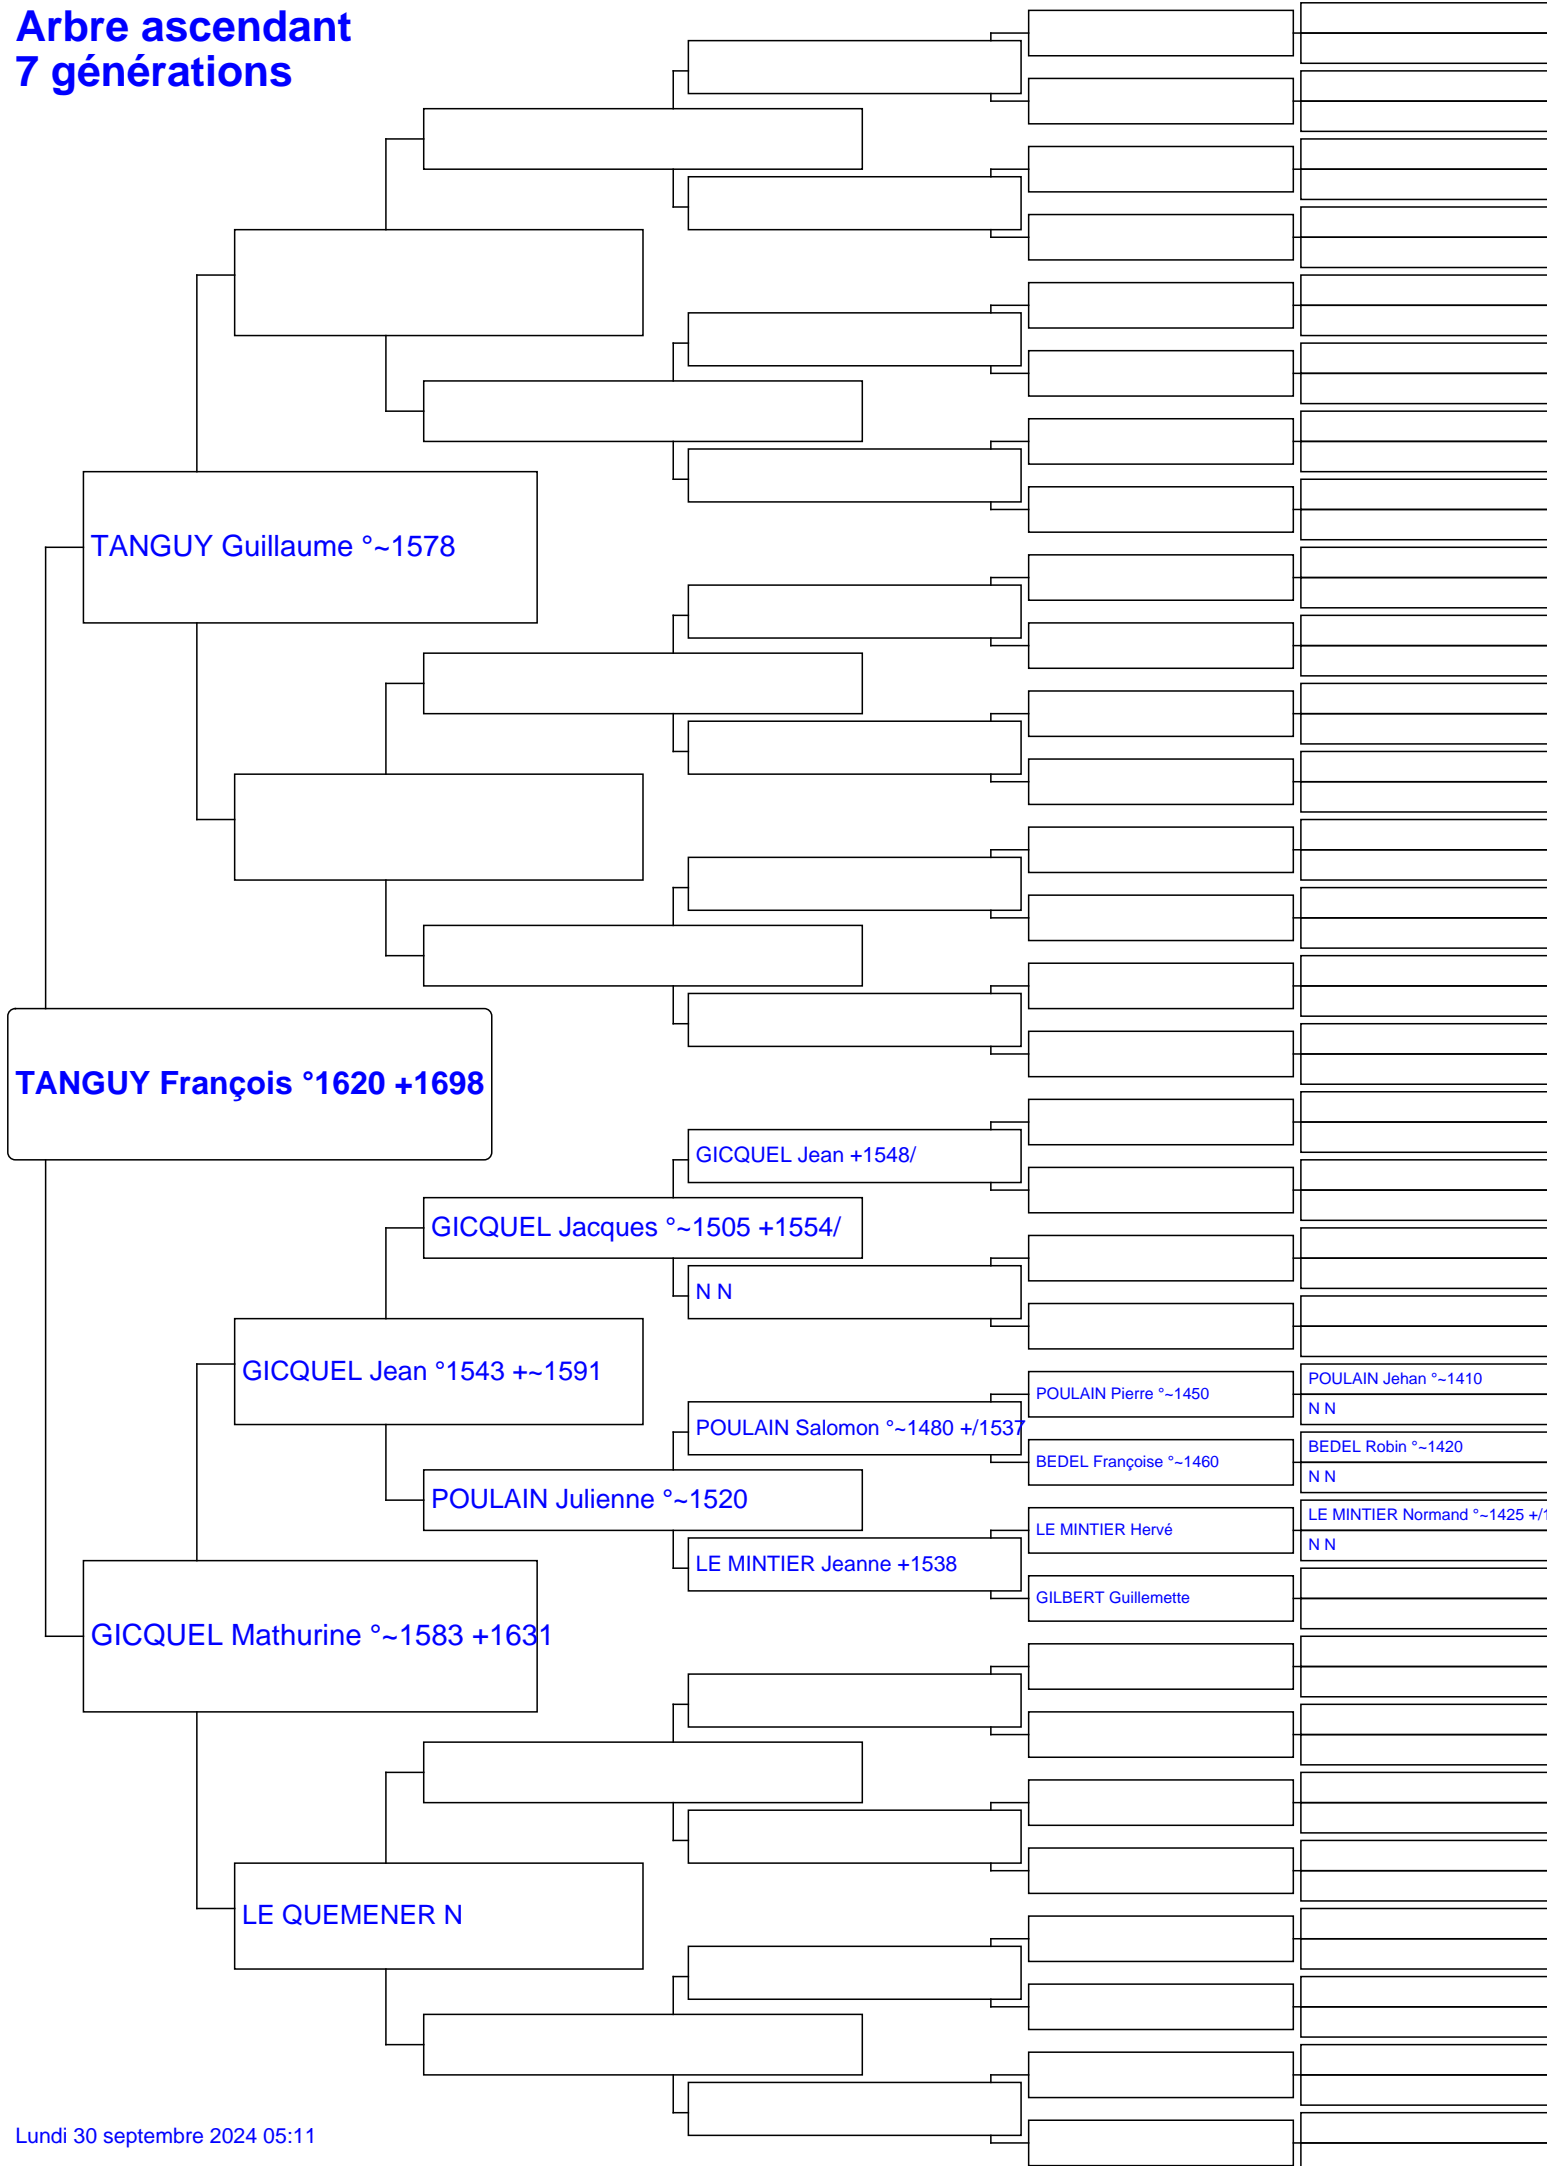 Arbre ascendant
7 générations
TANGUY Guillaume °~1578
TANGUY François °1620 +1698
GICQUEL Jean +1548/
GICQUEL Jacques °~1505 +1554/
N N
GICQUEL Jean °1543 +~1591
POULAIN Jehan °~1410
POULAIN Pierre °~1450
N N
POULAIN Salomon °~1480 +/1537
BEDEL Robin °~1420
BEDEL Françoise °~1460
N N
POULAIN Julienne °~1520
LE MINTIER Normand °~1425 +/1
LE MINTIER Hervé
N N
LE MINTIER Jeanne +1538
GILBERT Guillemette
GICQUEL Mathurine °~1583 +1631
LE QUEMENER N
Lundi 30 septembre 2024 05:11